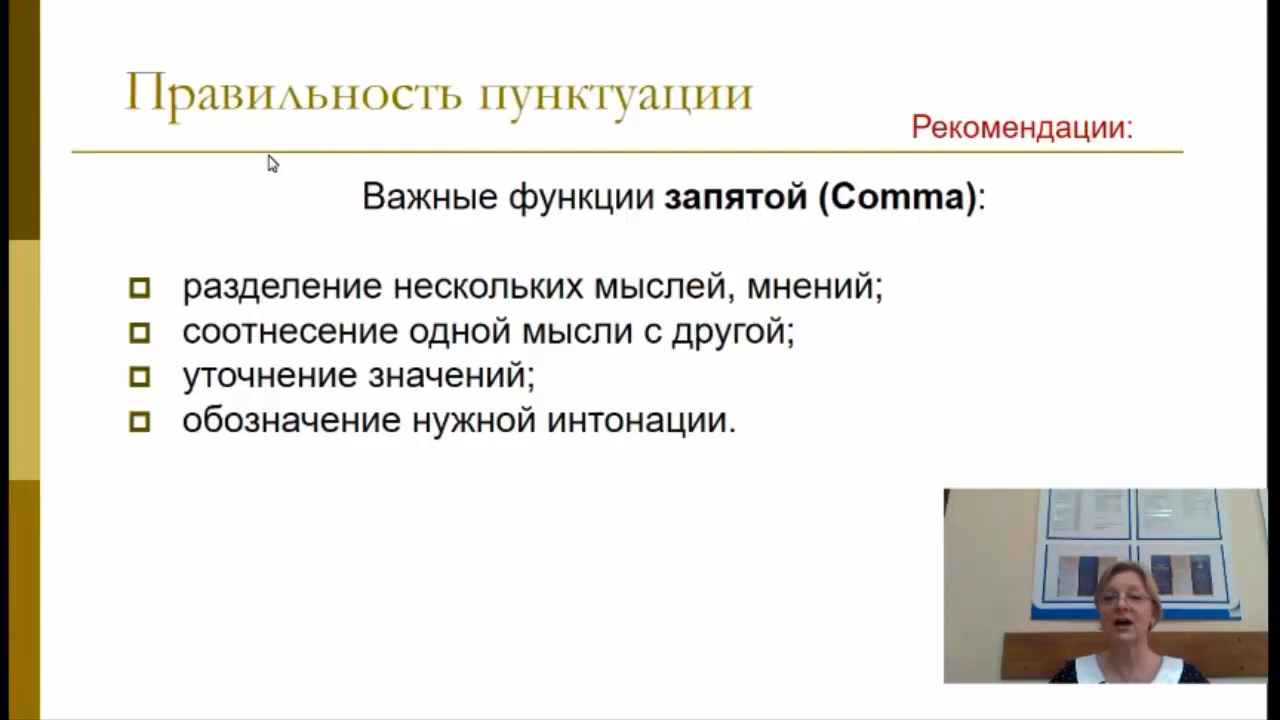 Правильность пунктуации
Рекомендации:
Важные функции запятой (Comma):
разделение нескольких мыслей, мнений;
соотнесение одной мысли с другой;
уточнение значений;
обозначение нужной интонации.